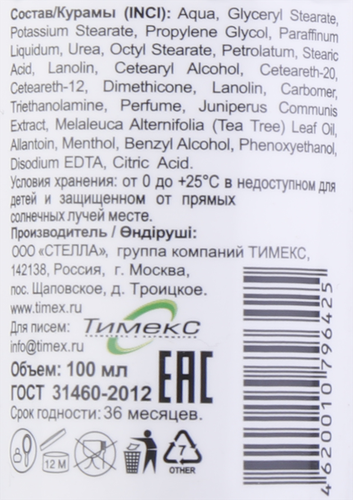 Состав/Курамы (INCI): Aqua, Glyceryl Stearate,
Potassium Stearate, Propylene Glycol, Paraffinum
Liquidum, Urea, Octyl Stearate, Petrolatum, Stearic
Acid, Lanolin, Cetearyl Alcohol, Ceteareth-20,
Ceteareth-12, Dimethicone, Lanolin, Carbomer,
Triethanolamine, Perfume, Juniperus Communis
Extract, Melaleuca Alternifolia (Tea Tree) Leaf Oil,
Allantoin, Menthol, Benzyl Alcohol, Phenoxyethanol,
Disodium EDTA, Citric Acid.
Условия хранения: от 0 до +25°С в недоступном для
детей и защищенном от прямых
солнечных лучей месте.
Производитель / Өндіруші:
ООО «СТЕЛЛА», группа компаний ТИМЕКС,
142138, Россия, г. Москва,
пос. Щаповское, д. Троицкое.
www.timex.ru
Для писем:
info@timex.ru
Тимекс
Объем: 100 мл
ГОСТ 31460-2012
Срок годности: 36 месяцев.
EAC
12 M
7
OTHER
4620010796425